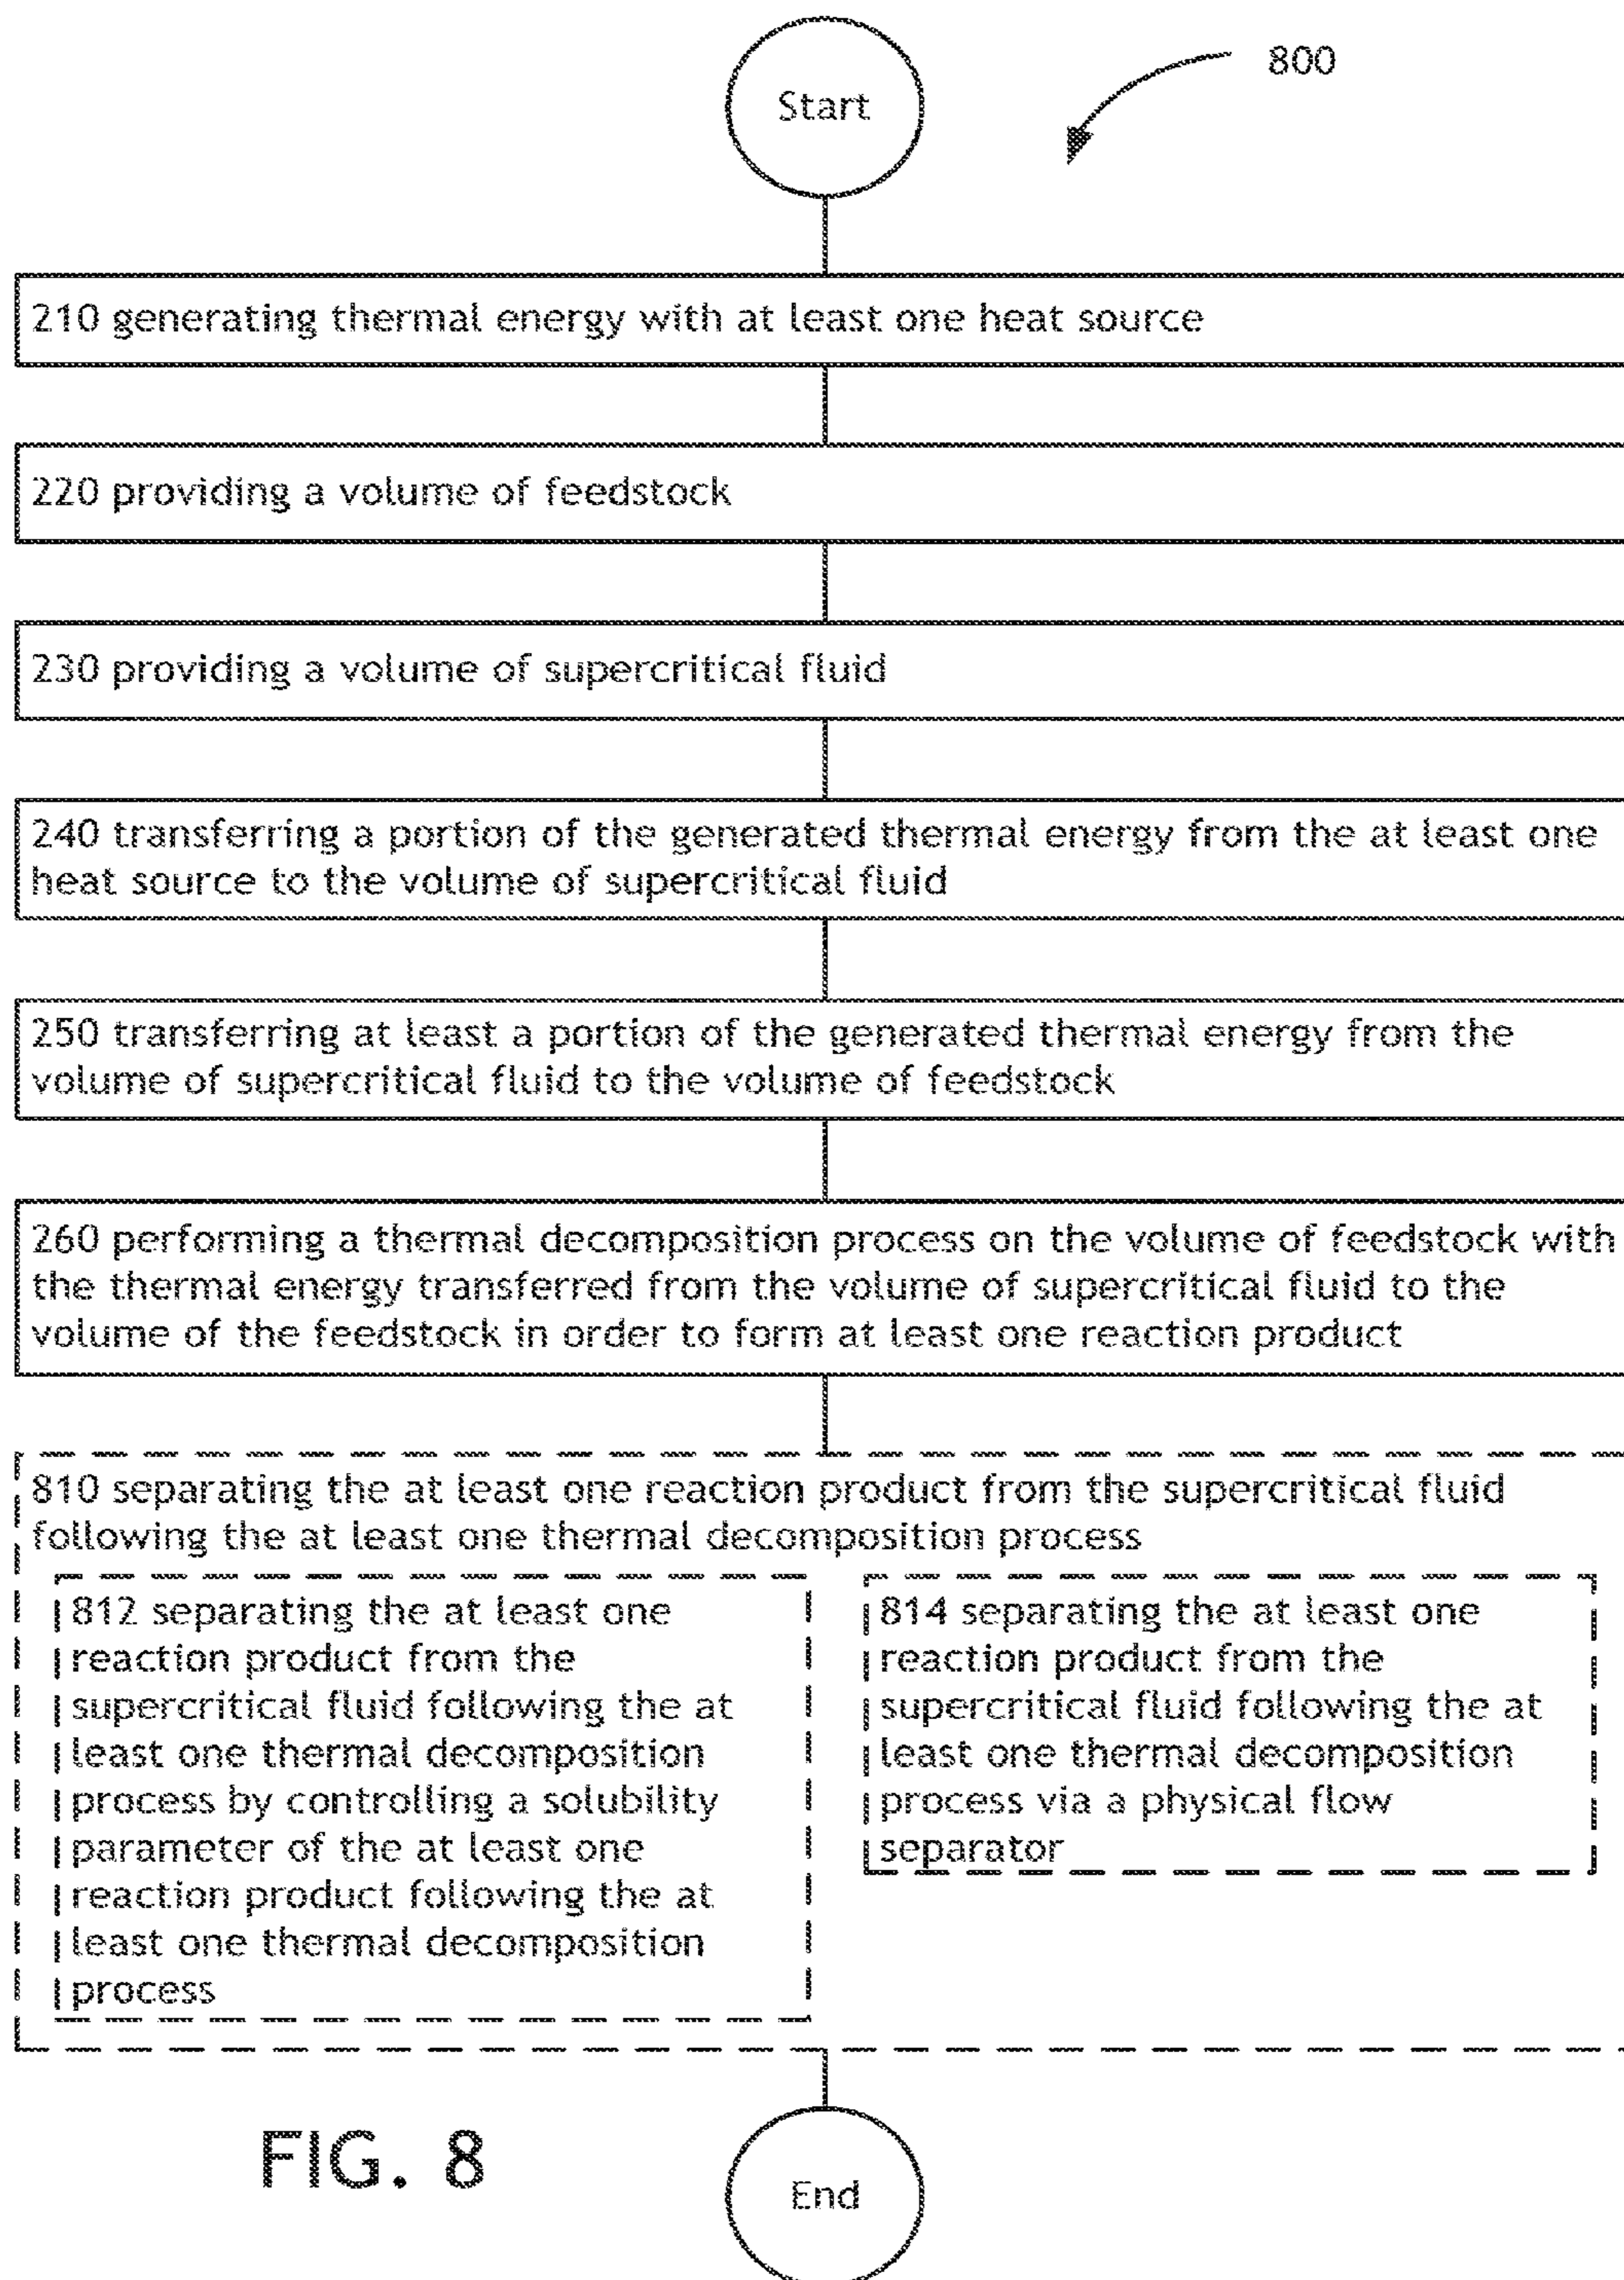 Start
800
210 generating thermal energy with at least one heat source
220 providing a volume of feedstock
230 providing a volume of supercritical fluid
240 transferring a portion of the generated thermal energy from the at least one
heat source to the volume of supercritical fluid
250 transferring at least a portion of the generated thermal energy from the
volume of supercritical fluid to the volume of feedstock
260 performing a thermal decomposition process on the volume of feedstock with
the thermal energy transferred from the volume of supercritical fluid to the
volume of the feedstock in order to form at least one reaction product
810 separating the at least one reaction product from the supercritical fluid
following the at least one thermal decomposition process
812 separating the at least one
reaction product from the
supercritical fluid following the at
least one thermal decomposition
process by controlling a solubility
parameter of the at least one
reaction product following the at
least one thermal decomposition
process
814 separating the at least one
reaction product from the
supercritical fluid following the at
least one thermal decomposition
process via a physical flow
separator
FIG. 8
End